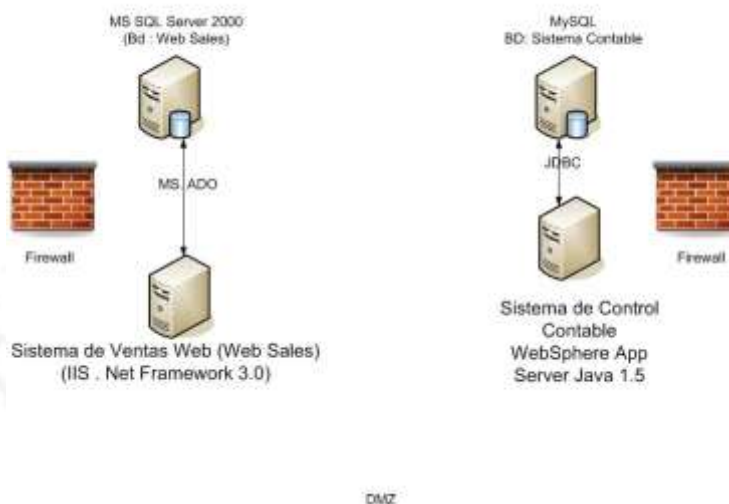 MS SQL Server 2000
(Bd : Web Sales)
MySQL
BD: Sistema Contable
MS. ADO
JDBC
Firewall
Firewall
Sistema de Ventas Web (Web Sales)
(IIS . Net Framework 3.0)
Sistema de Control
Contable
WebSphere App
Server Java 1.5
DMZ